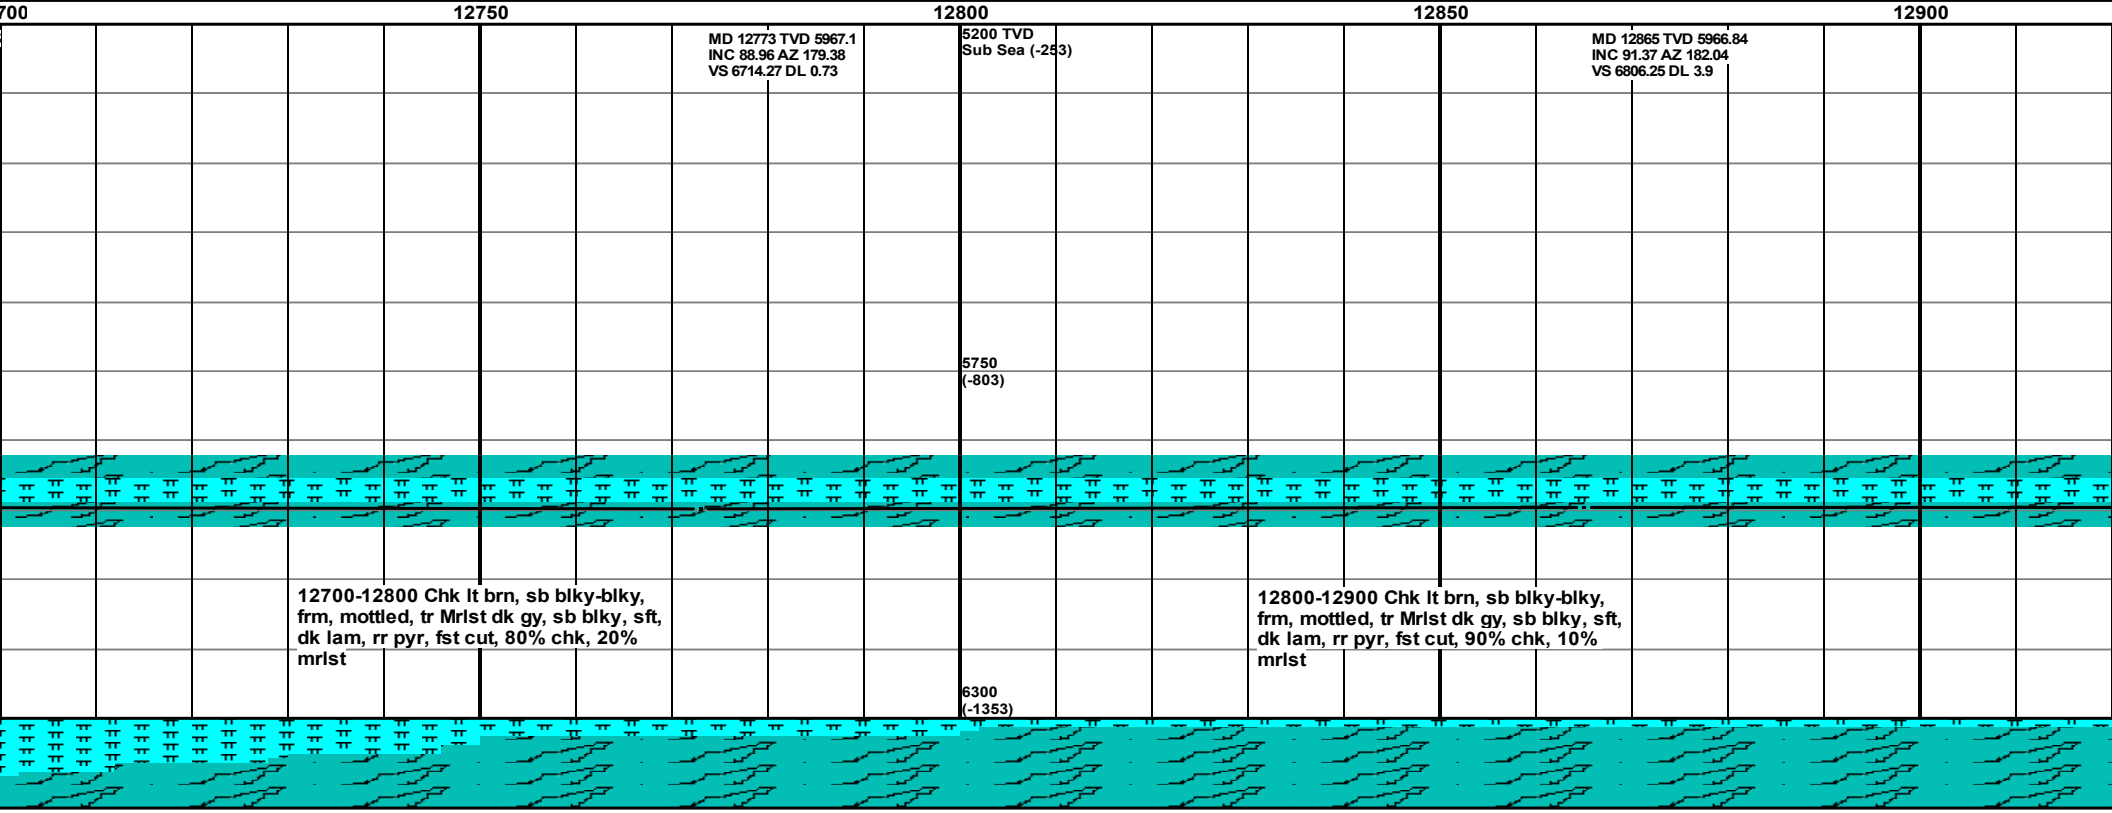 700 12750 12800 12850 12900
MD 12773 TVD 5967.1
INC 88.96 AZ 179.38
VS 6714.27 DL 0.73
5200 TVD
Sub Sea (-253)
MD 12865 TVD 5966.84
INC 91.37 AZ 182.04
VS 6806.25 DL 3.9
5750
(-803)
12700-12800 Chk lt brn, sb blky-blky,
frm, mottled, tr Mrlst dk gy, sb blky, sft,
dk lam, rr pyr, fst cut, 80% chk, 20%
mrlst
12800-12900 Chk lt brn, sb blky-blky,
frm, mottled, tr Mrlst dk gy, sb blky, sft,
dk lam, rr pyr, fst cut, 90% chk, 10%
mrlst
6300
(-1353)